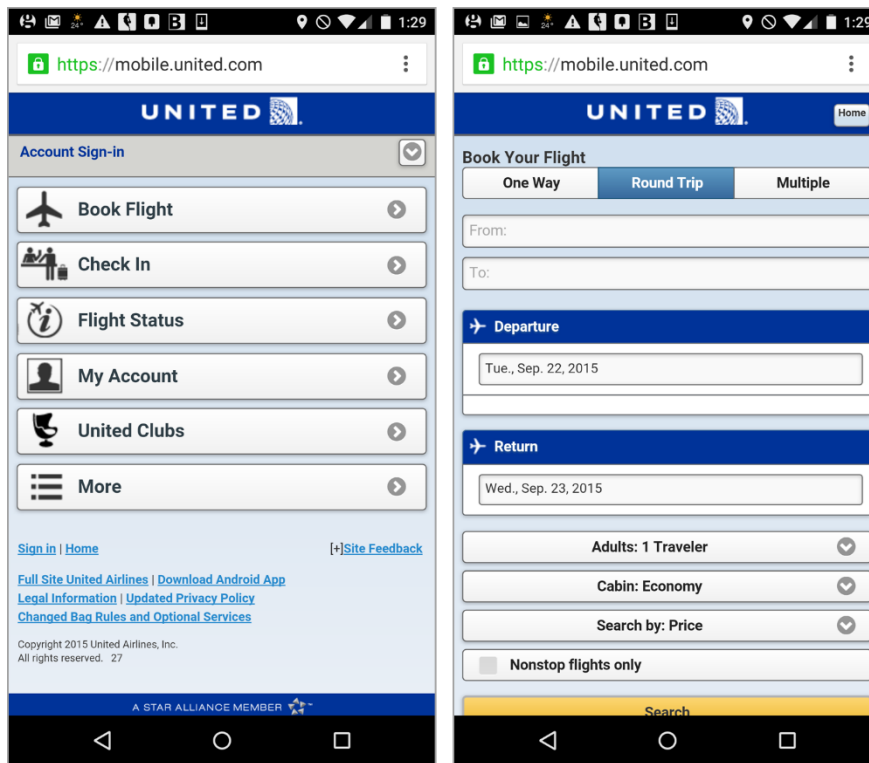 24°
1:29
https://mobile.united.com
UNITED
Account Sign-in
Book Flight
Check In
Flight Status
My Account
United Clubs
More
Sign in | Home [+]Site Feedback
Full Site United Airlines | Download Android App
Legal Information | Updated Privacy Policy
Changed Bag Rules and Optional Services
Copyright 2015 United Airlines, Inc.
All rights reserved. 27
A STAR ALLIANCE MEMBER
24°
1:29
https://mobile.united.com
UNITED
Home
Book Your Flight
One Way Round Trip Multiple
From:
To:
Departure
Tue., Sep. 22, 2015
Return
Wed., Sep. 23, 2015
Adults: 1 Traveler
Cabin: Economy
Search by: Price
Nonstop flights only
Search